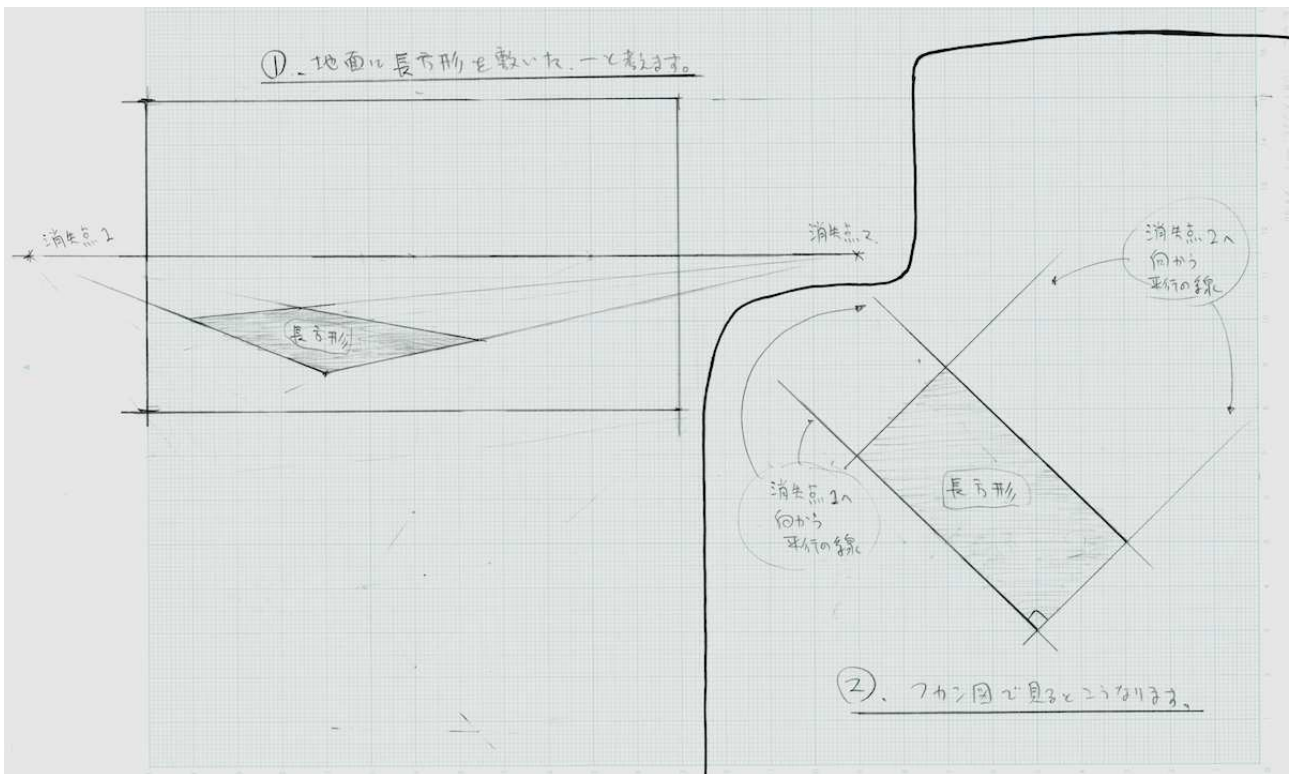 ①、地面に長方形を敷いた、ーと考えます。
消失点1
消失点2
長方形
消失点2へ
向から
平行の線
消失点1へ
向から
平行の線
長方形
②、フカン図で見るとこうなります。